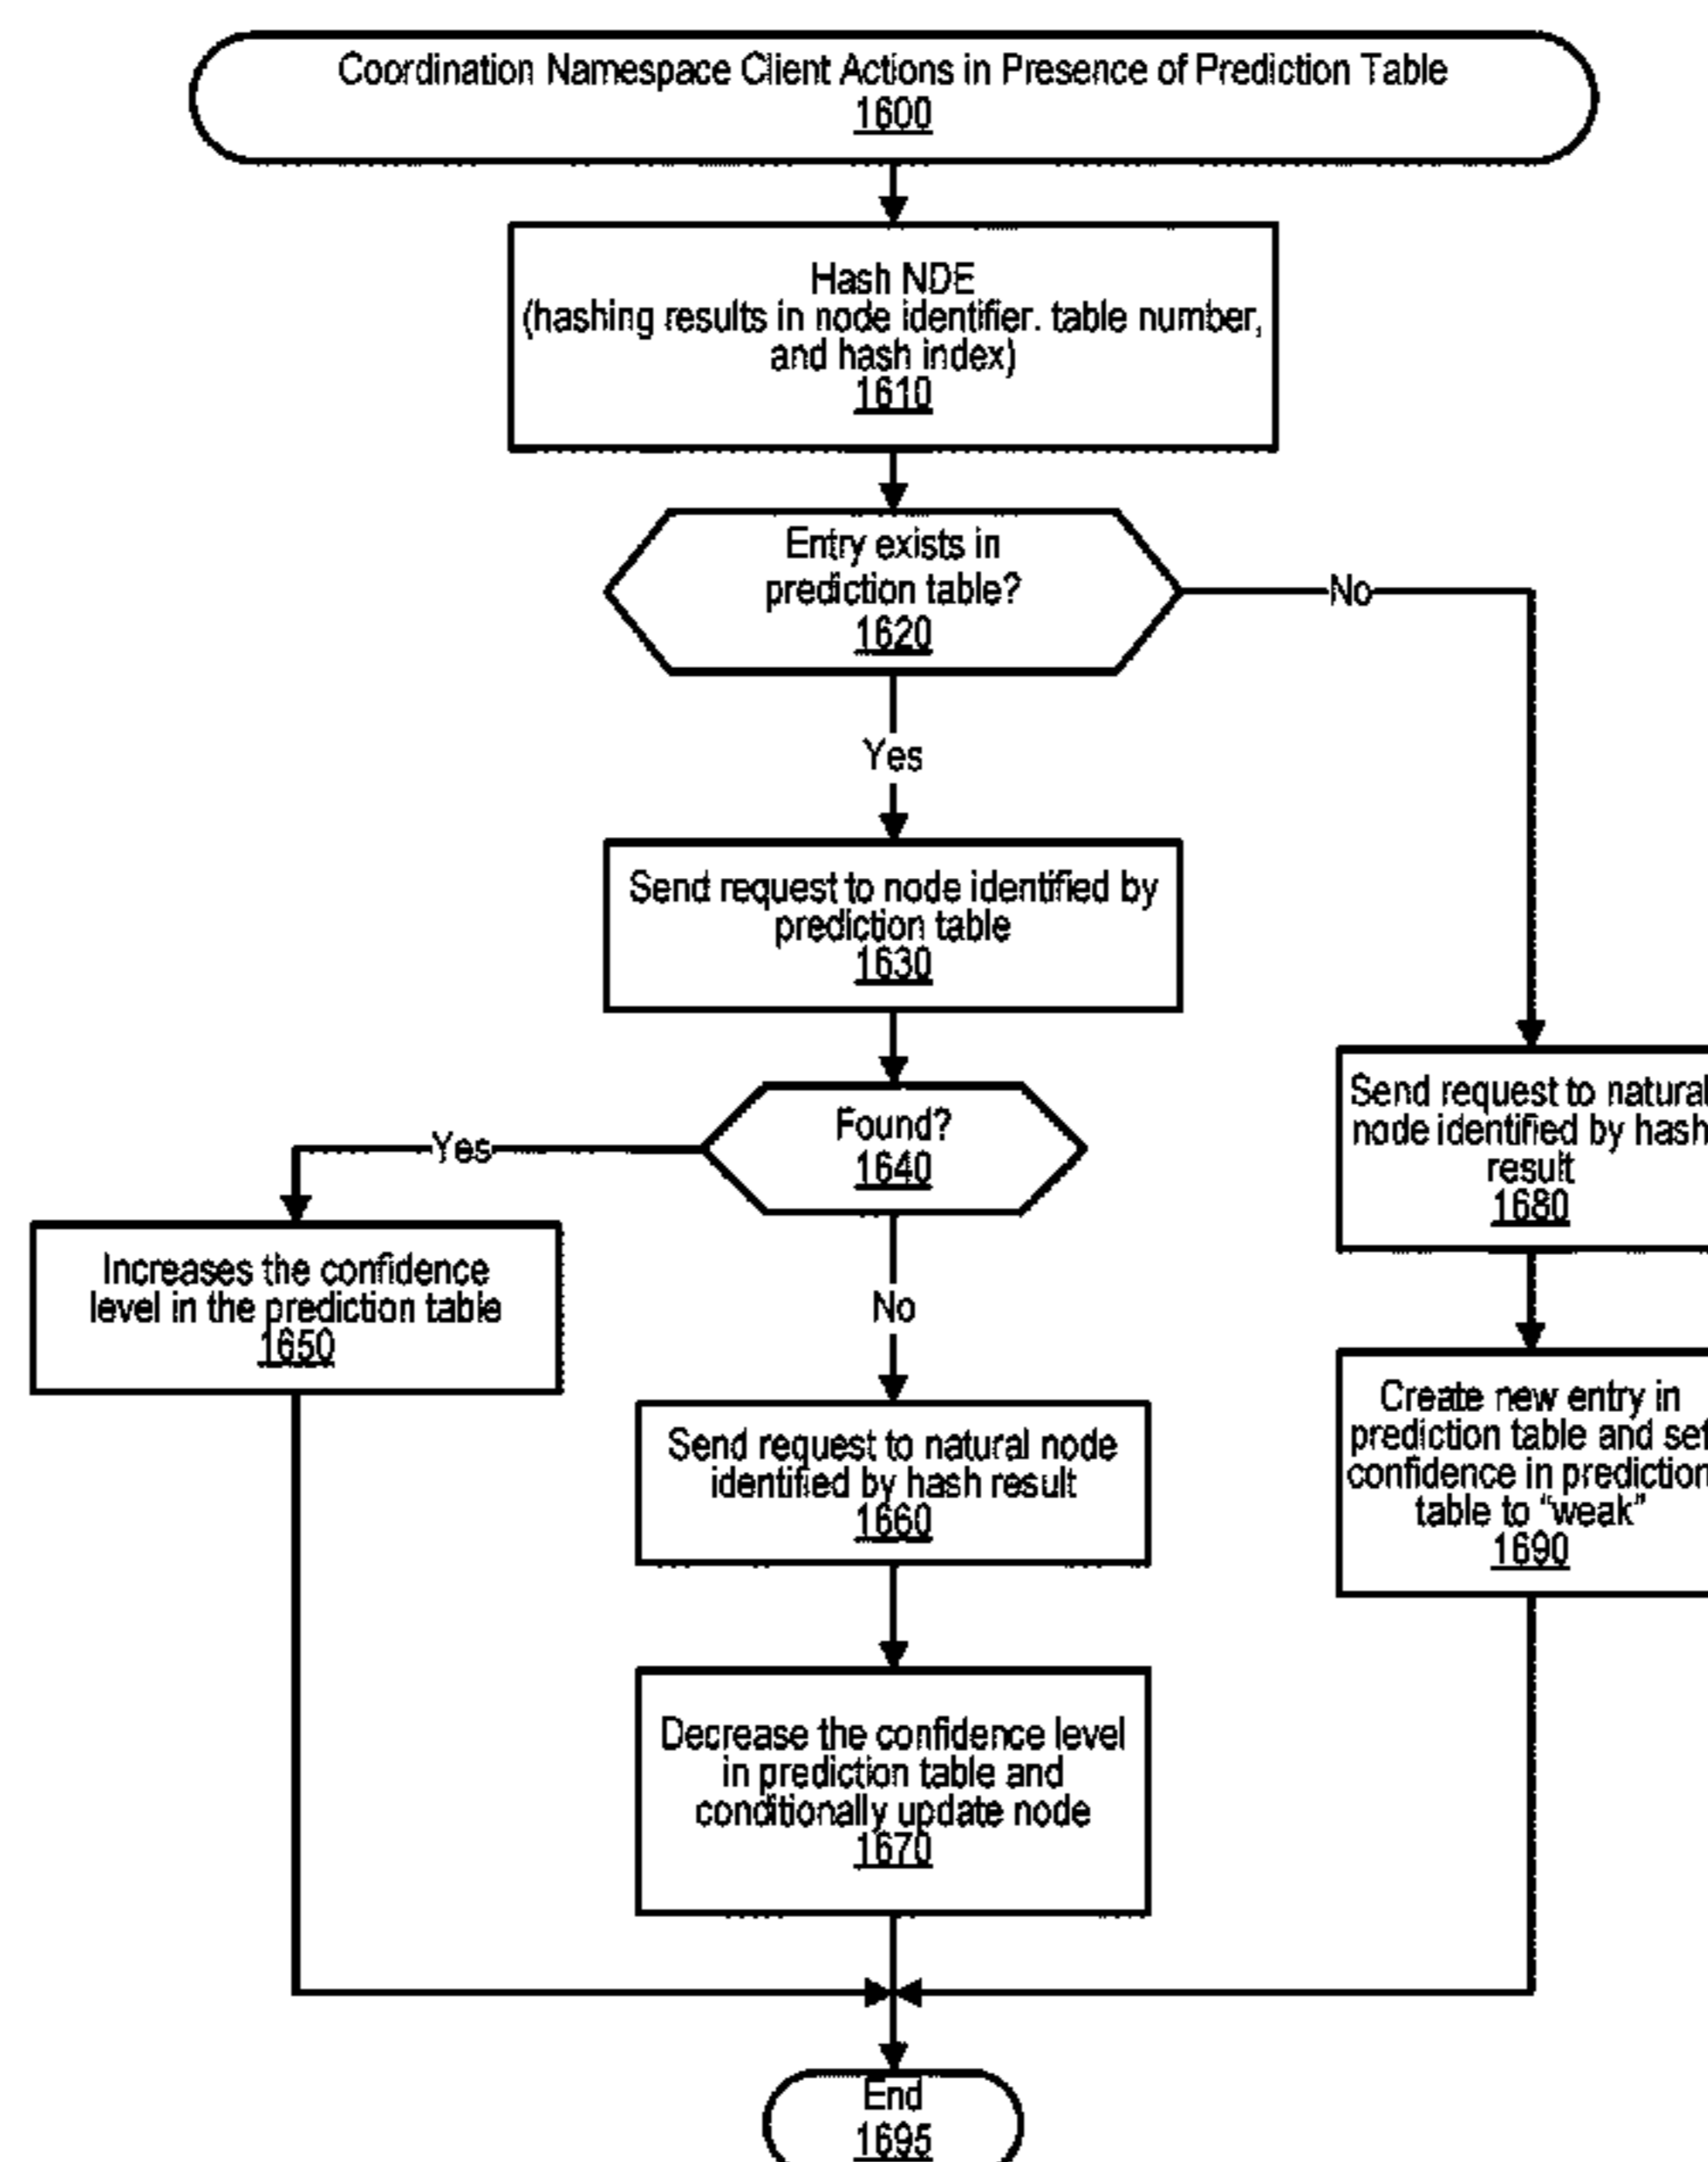 Coordination Namespace Client Actions in Presence of Prediction Table
1600
Hash NDE
(hashing results in node identifier. table number,
and hash index)
1610
Entry exists in
prediction table?
1620
No
Yes
Send request to node identified by
prediction table
1630
Found?
1640
Yes
No
Increases the confidence
level in the prediction table
1650
Send request to natural node
identified by hash result
1660
Decrease the confidence level
in prediction table and
conditionally update node
1670
Send request to natural
node identified by hash
result
1680
Create new entry in
prediction table and set
confidence in prediction
table to "weak"
1690
End
1695